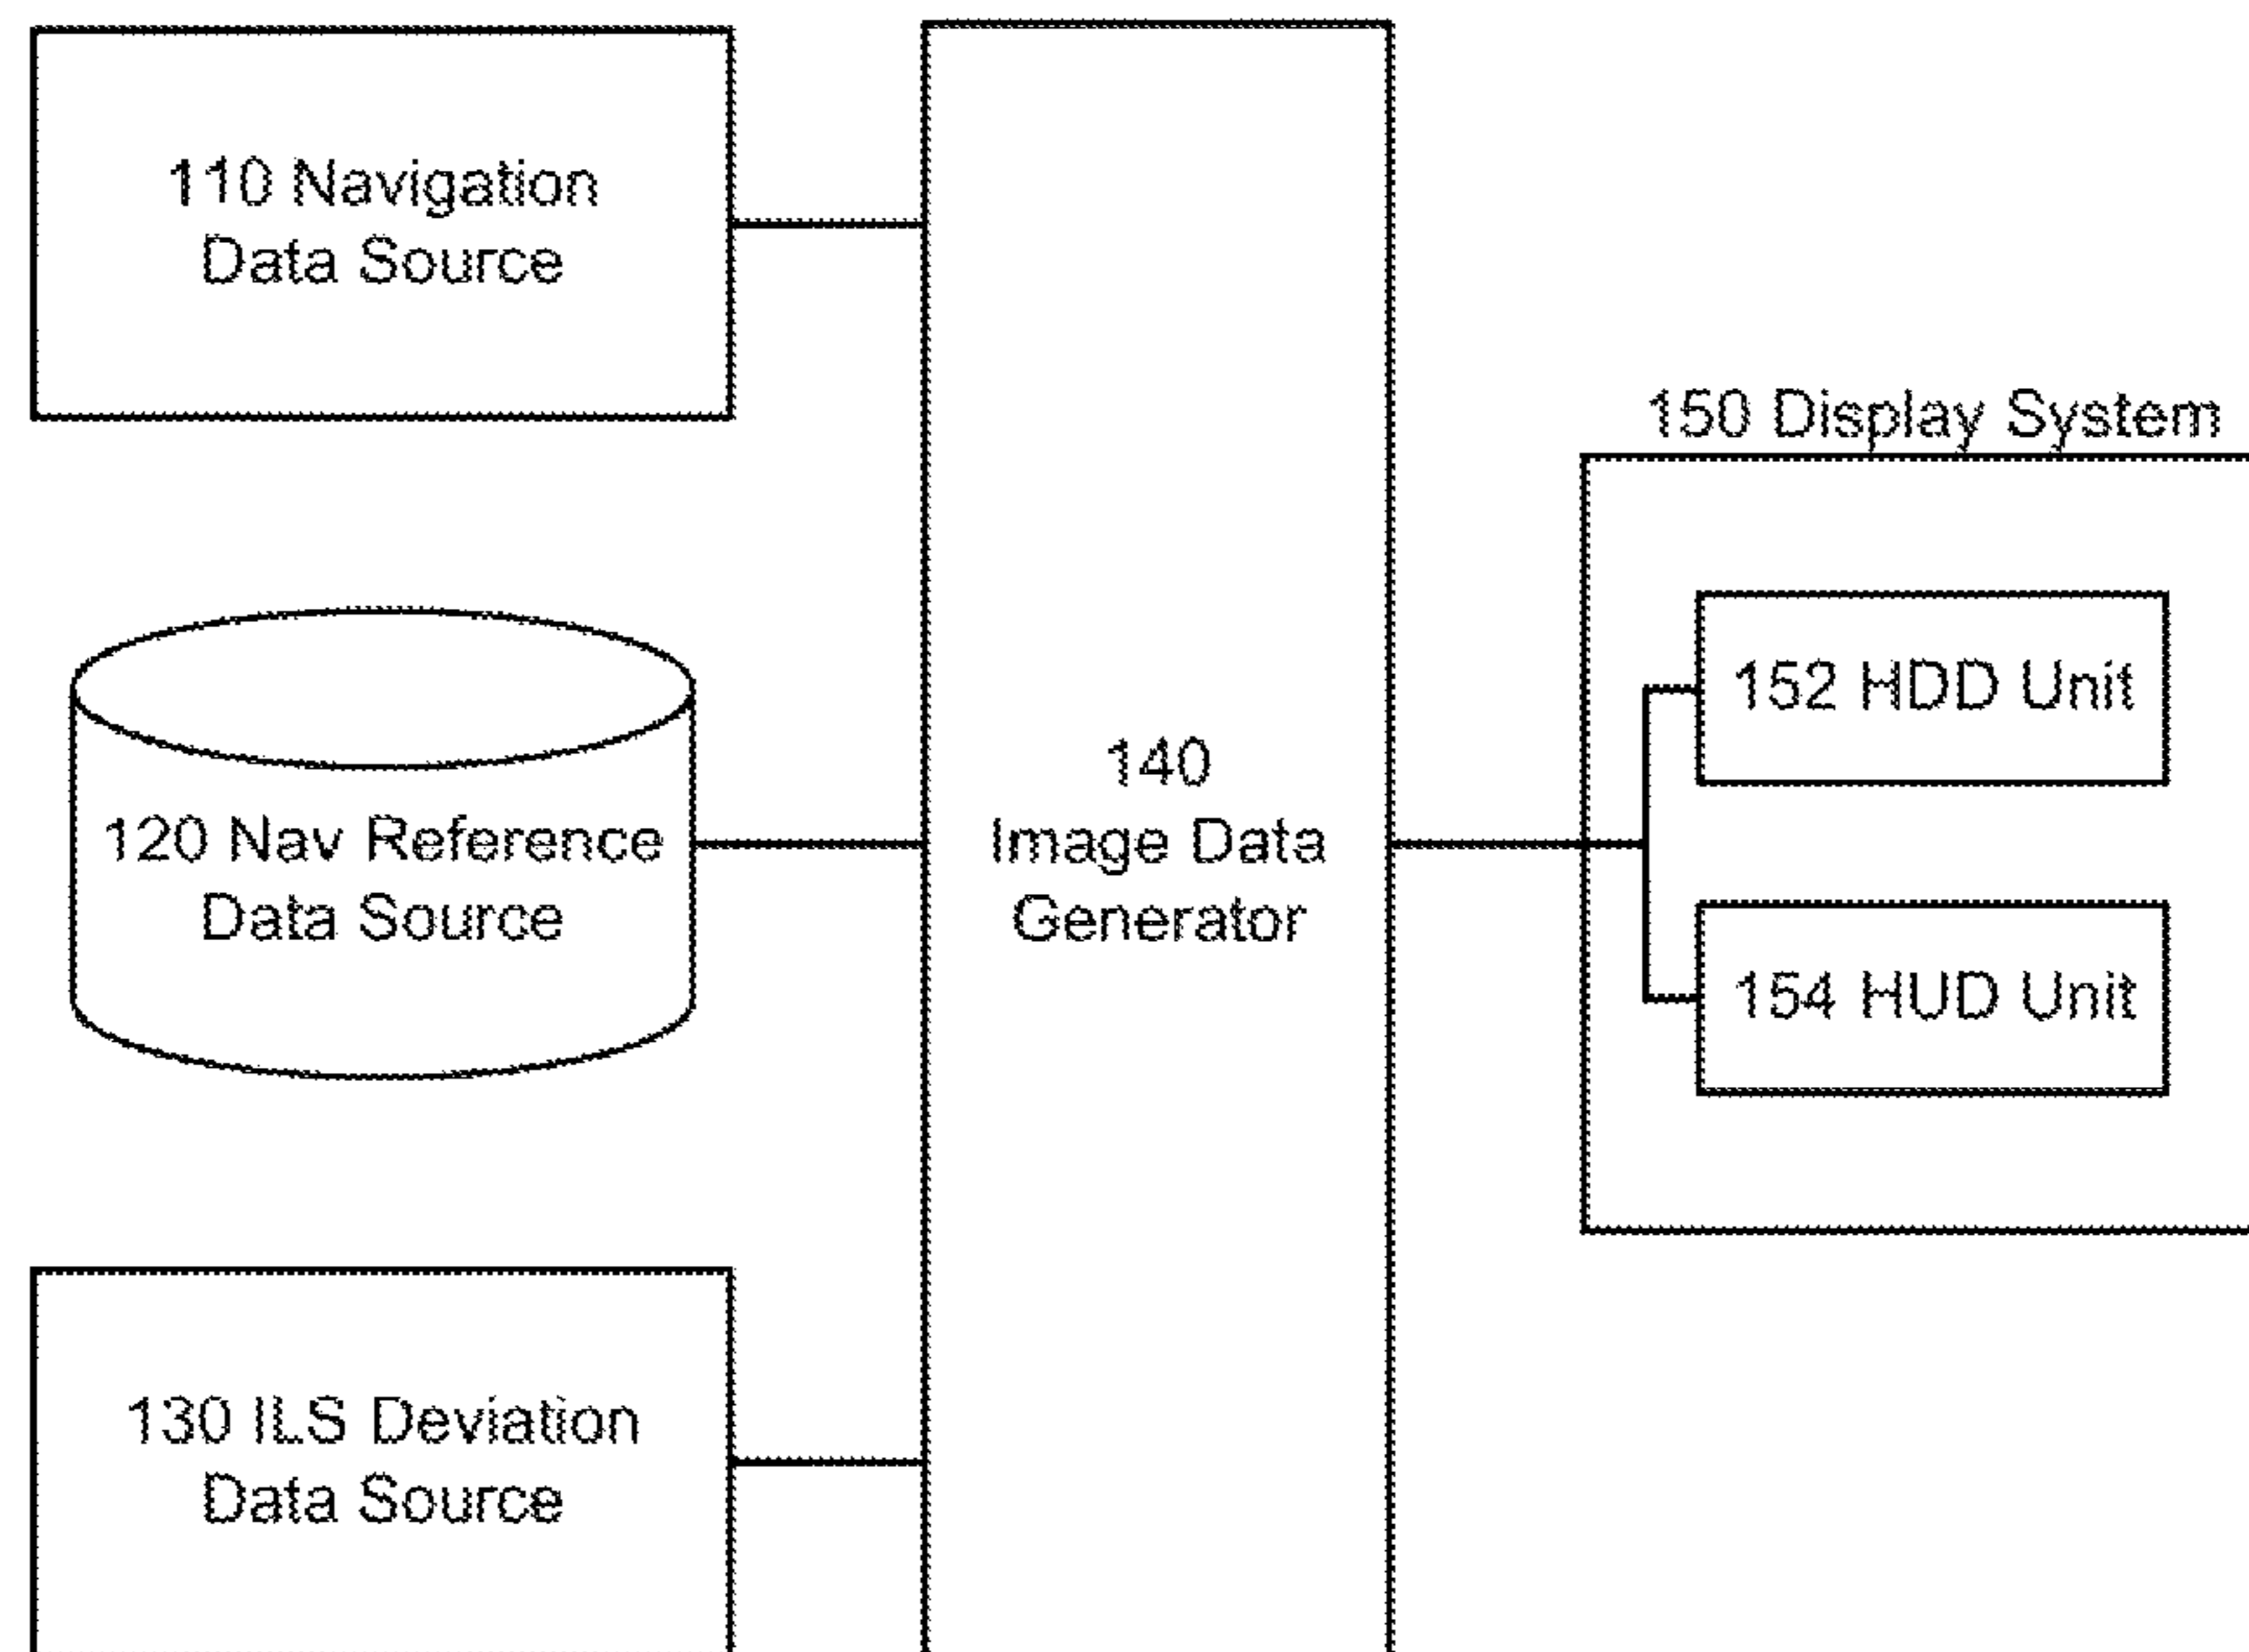 110 Navigation
Data Source
150 Display System
152 HDD Unit
140
Image Data
Generator
120 Nav Reference
Data Source
154 HUD Unit
130 ILS Deviation
Data Source